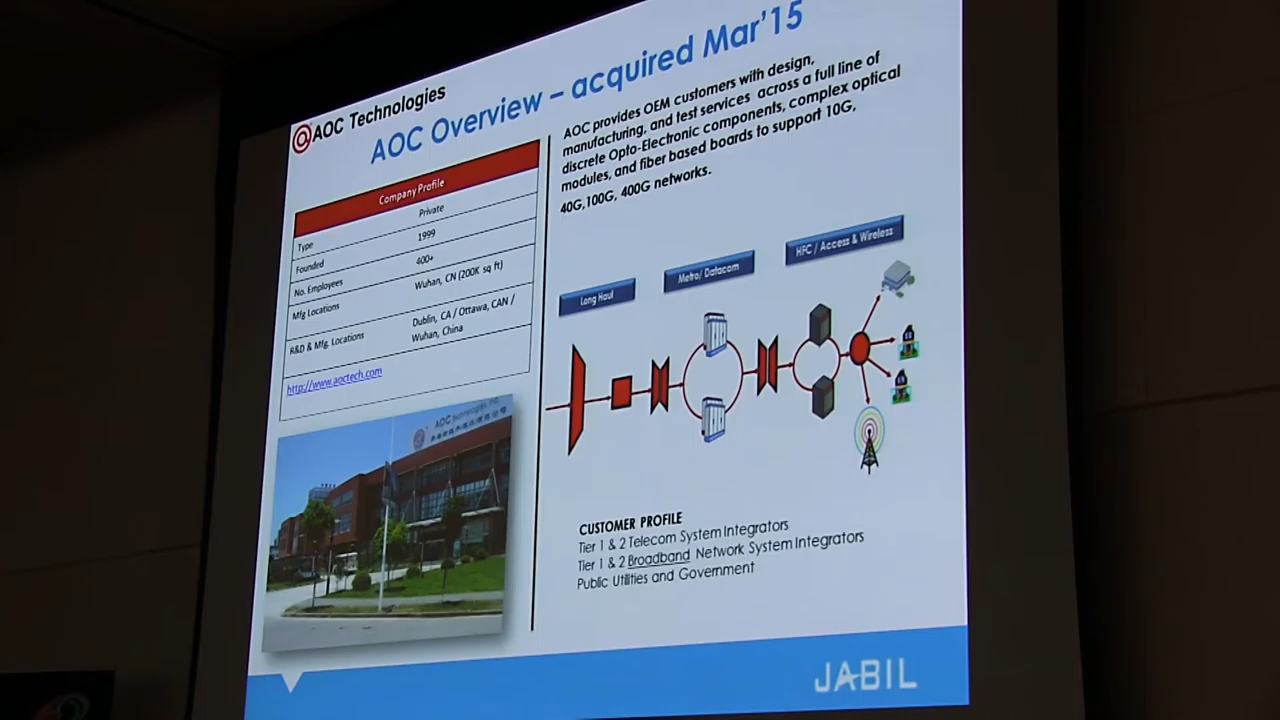 AOC Technologies
AOC Overview – acquired Mar'15
Company Profile
Type Private
Founded 1999
No. Employees 400+
Mfg Locations Wuhan, CN (200K sq ft)
R&D & Mfg. Locations Dublin, CA / Ottawa, CAN /
Wuhan, China
http://www.aoctech.com
AOC
AOC provides OEM customers with design,
manufacturing, and test services across a full line of
discrete Opto-Electronic components, complex optical
modules, and fiber based boards to support 10G,
40G,100G, 400G networks.
Long Haul
Metro/ Datacom
HFC / Access & Wireless
CUSTOMER PROFILE
Tier 1 & 2 Telecom System Integrators
Tier 1 & 2 Broadband Network System Integrators
Public Utilities and Government
JABIL